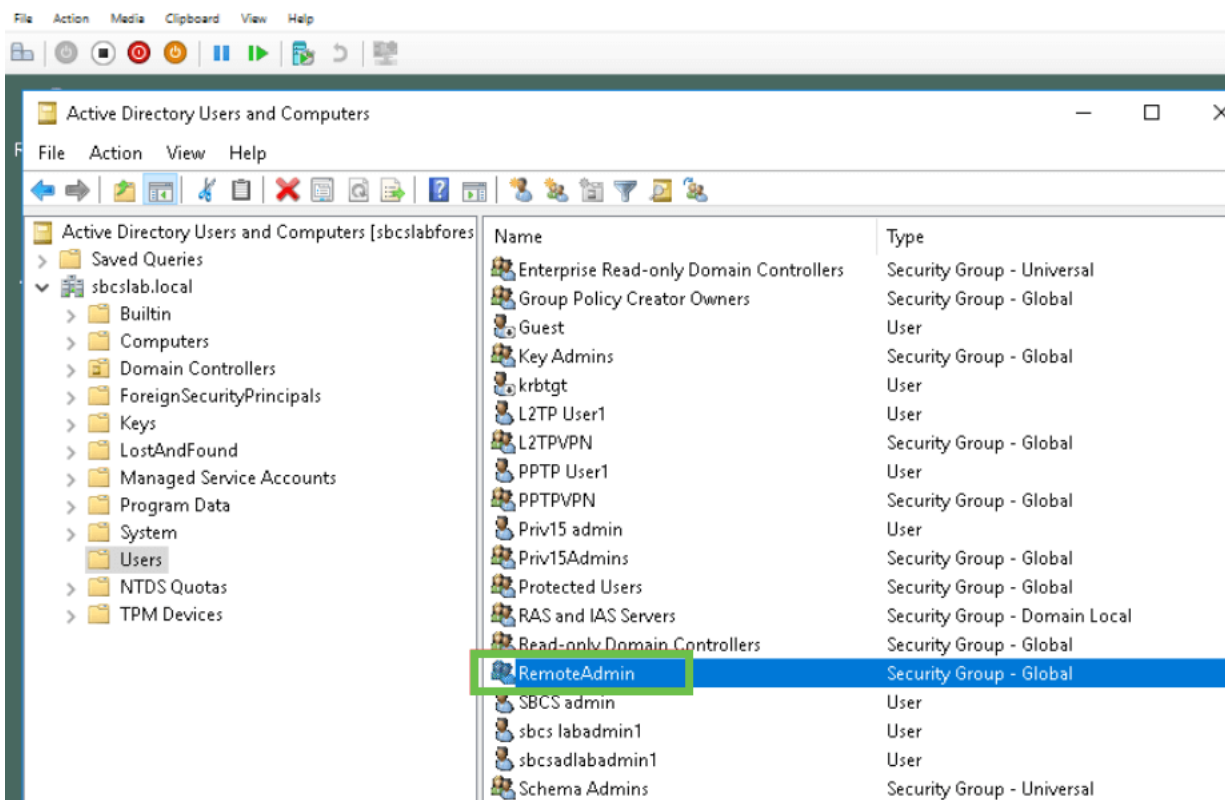 File Action Media Clipboard View Help
Active Directory Users and Computers
File Action View Help
Active Directory Users and Computers [sbcslabfores
Saved Queries
sbcslab.local
Builtin
Computers
Domain Controllers
ForeignSecurityPrincipals
Keys
LostAndFound
Managed Service Accounts
Program Data
System
Users
NTDS Quotas
TPM Devices
Name Type
Enterprise Read-only Domain Controllers Security Group - Universal
Group Policy Creator Owners Security Group - Global
Guest User
Key Admins Security Group - Global
krbtgt User
L2TP User1 User
L2TPVPN Security Group - Global
PPTP User1 User
PPTPVPN Security Group - Global
Priv15 admin User
Priv15Admins Security Group - Global
Protected Users Security Group - Global
RAS and IAS Servers Security Group - Domain Local
Read-only Domain Controllers Security Group - Global
RemoteAdmin Security Group - Global
SBCS admin User
sbcs labadmin1 User
sbcsadlabadmin1 User
Schema Admins Security Group - Universal